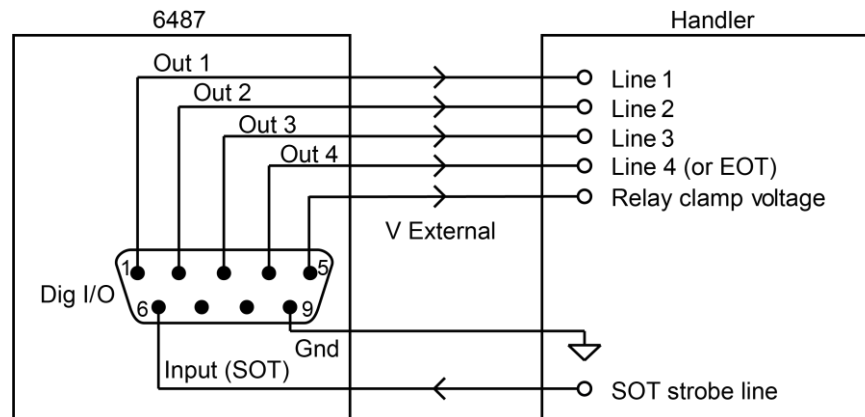 6487
Handler
Out 1
Line 1
Out 2
Line 2
Out 3
Line 3
Out 4
Line 4 (or EOT)
Relay clamp voltage
V External
1
5
Dig I/O
6
9
Gnd
Input (SOT)
SOT strobe line